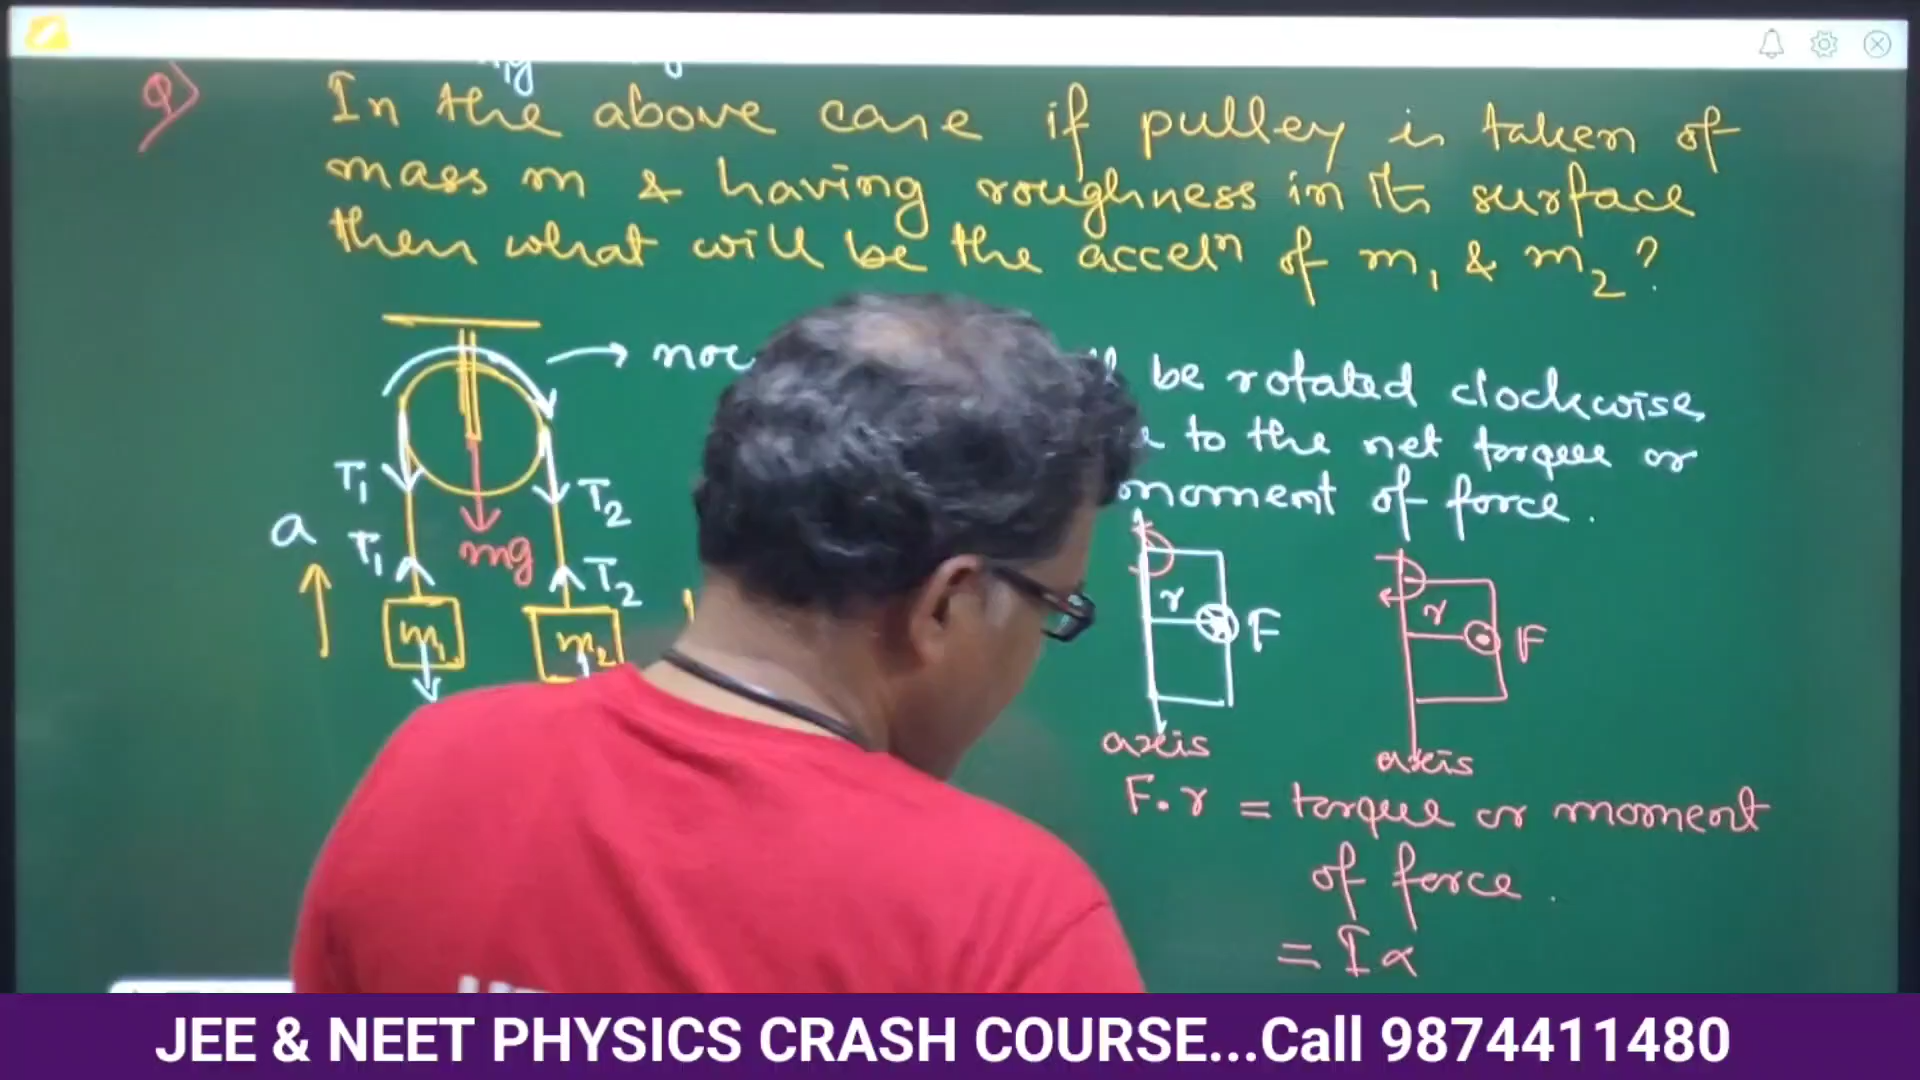 Q)
In the above case if pulley is taken of
mass m & having roughness in its surface
then what will be the acceln of m1 & m2?
be rotated clockwise
to the net torque or
moment of force.
T1
T2
a
T1
mg
T2
m1
m2
r
F
r
F
axis
axis
F.r = torque or moment
of force.
= Iα
JEE & NEET PHYSICS CRASH COURSE...Call 9874411480